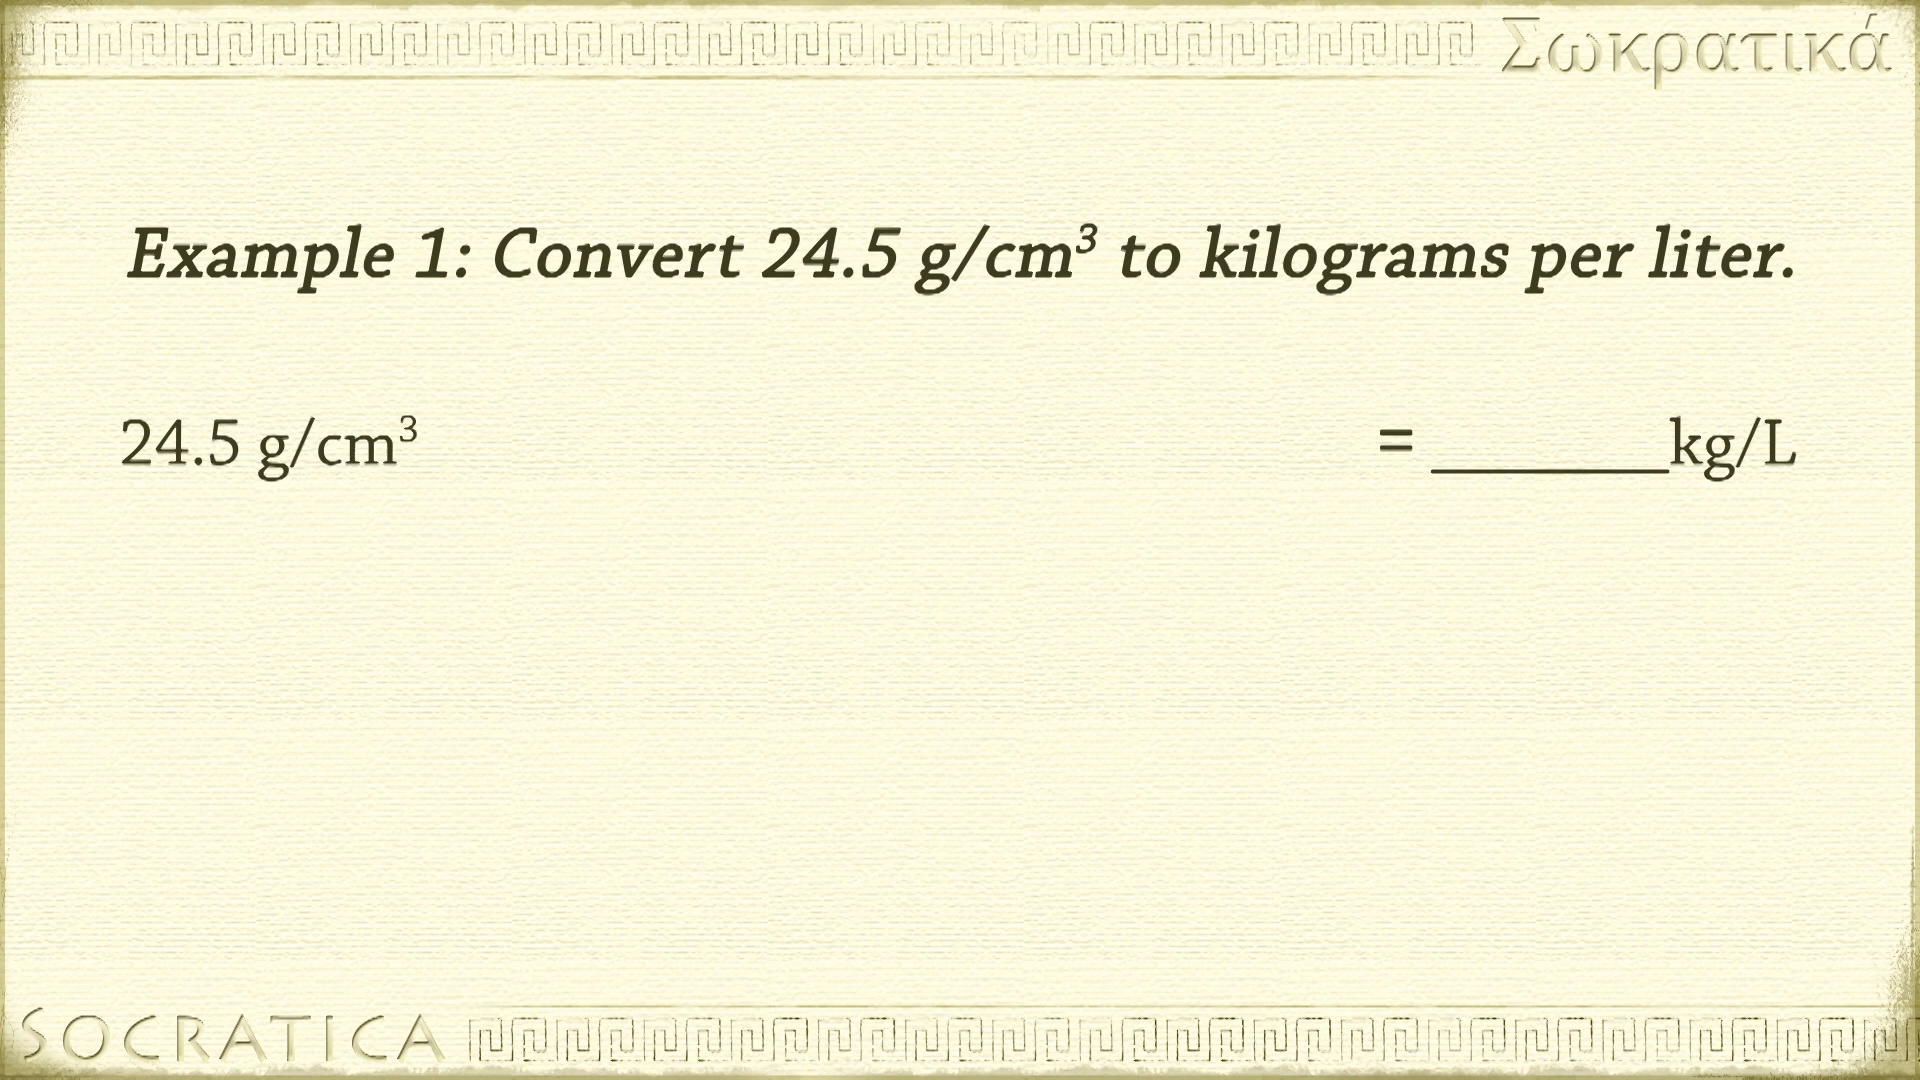 Σωκρατικά
Example 1: Convert 24.5 g/cm³ to kilograms per liter.
24.5 g/cm³ = ________kg/L
SOCRATICA